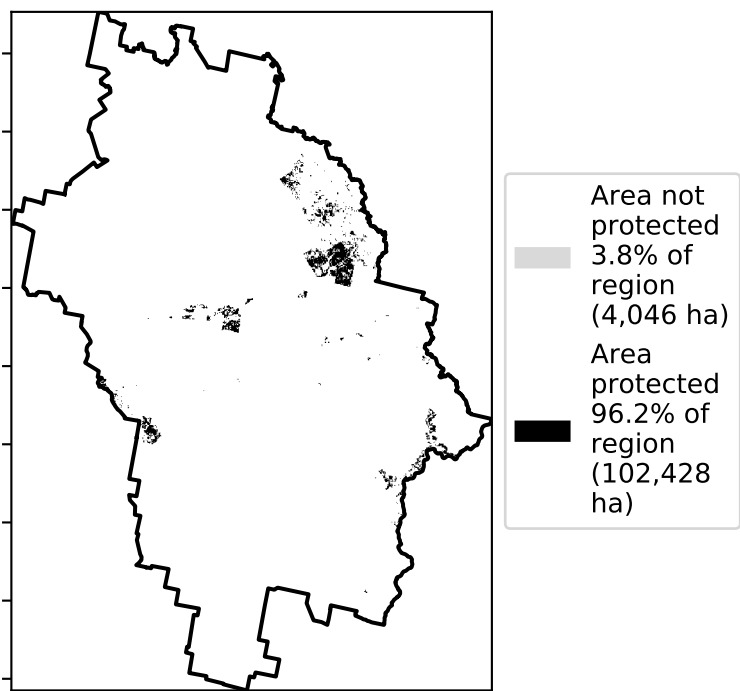 Area not
protected
3.8% of
region
(4,046 ha)
Area
protected
96.2% of
region
(102,428
ha)